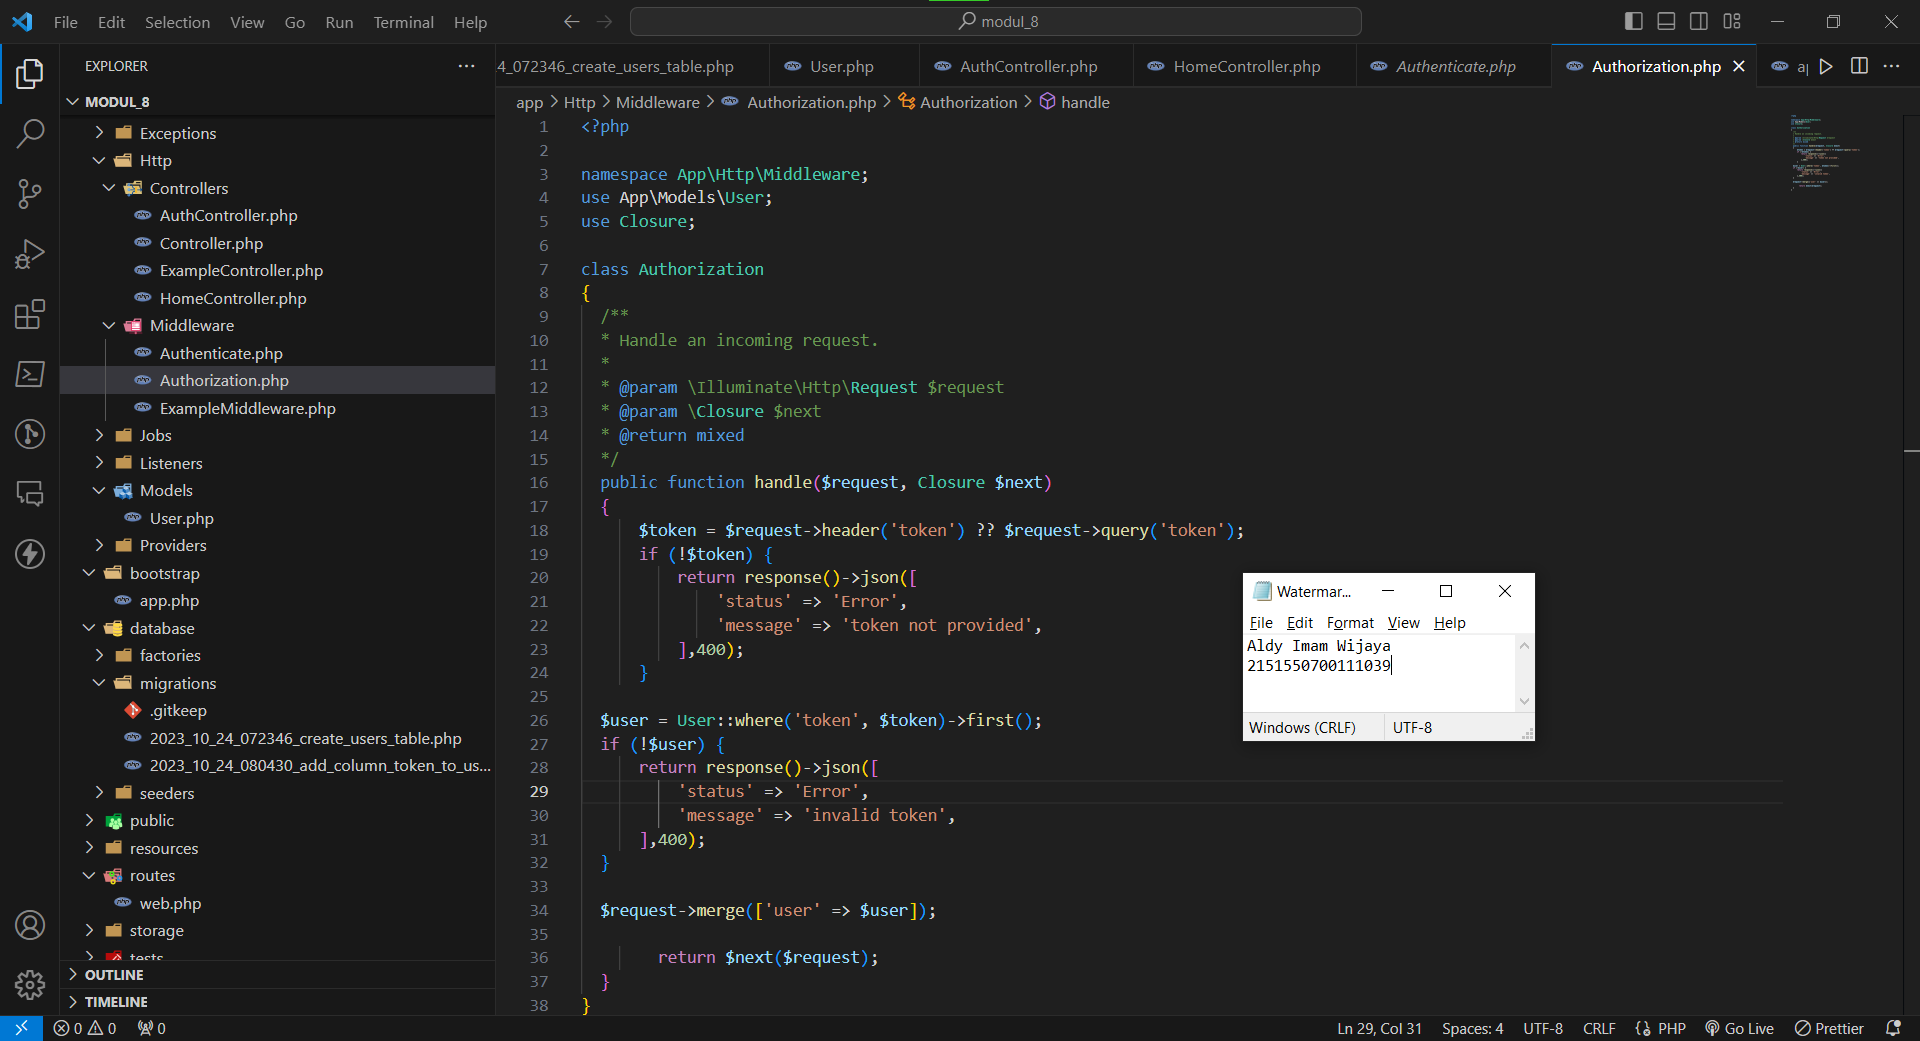 File Edit Selection View Go Run Terminal Help
modul_8
EXPLORER
MODUL_8
Exceptions
Http
Controllers
AuthController.php
Controller.php
ExampleController.php
HomeController.php
Middleware
Authenticate.php
Authorization.php
ExampleMiddleware.php
Jobs
Listeners
Models
User.php
Providers
bootstrap
app.php
database
factories
migrations
.gitkeep
2023_10_24_072346_create_users_table.php
2023_10_24_080430_add_column_token_to_us...
seeders
public
resources
routes
web.php
storage
tests
OUTLINE
TIMELINE
4_072346_create_users_table.php User.php AuthController.php HomeController.php Authenticate.php Authorization.php
app > Http > Middleware > Authorization.php > Authorization > handle
1 <?php
2
3 namespace App\Http\Middleware;
4 use App\Models\User;
5 use Closure;
6
7 class Authorization
8 {
9 /**
10 * Handle an incoming request.
11 *
12 * @param \Illuminate\Http\Request $request
13 * @param \Closure $next
14 * @return mixed
15 */
16 public function handle($request, Closure $next)
17 {
18 $token = $request->header('token') ?? $request->query('token');
19 if (!$token) {
20 return response()->json([
21 'status' => 'Error',
22 'message' => 'token not provided',
23 ],400);
24 }
25
26 $user = User::where('token', $token)->first();
27 if (!$user) {
28 return response()->json([
29 'status' => 'Error',
30 'message' => 'invalid token',
31 ],400);
32 }
33
34 $request->merge(['user' => $user]);
35
36 return $next($request);
37 }
38 }
Watermar...
File Edit Format View Help
Aldy Imam Wijaya
2151550700111039
Windows (CRLF) UTF-8
0 0 0 Ln 29, Col 31 Spaces: 4 UTF-8 CRLF PHP Go Live Prettier